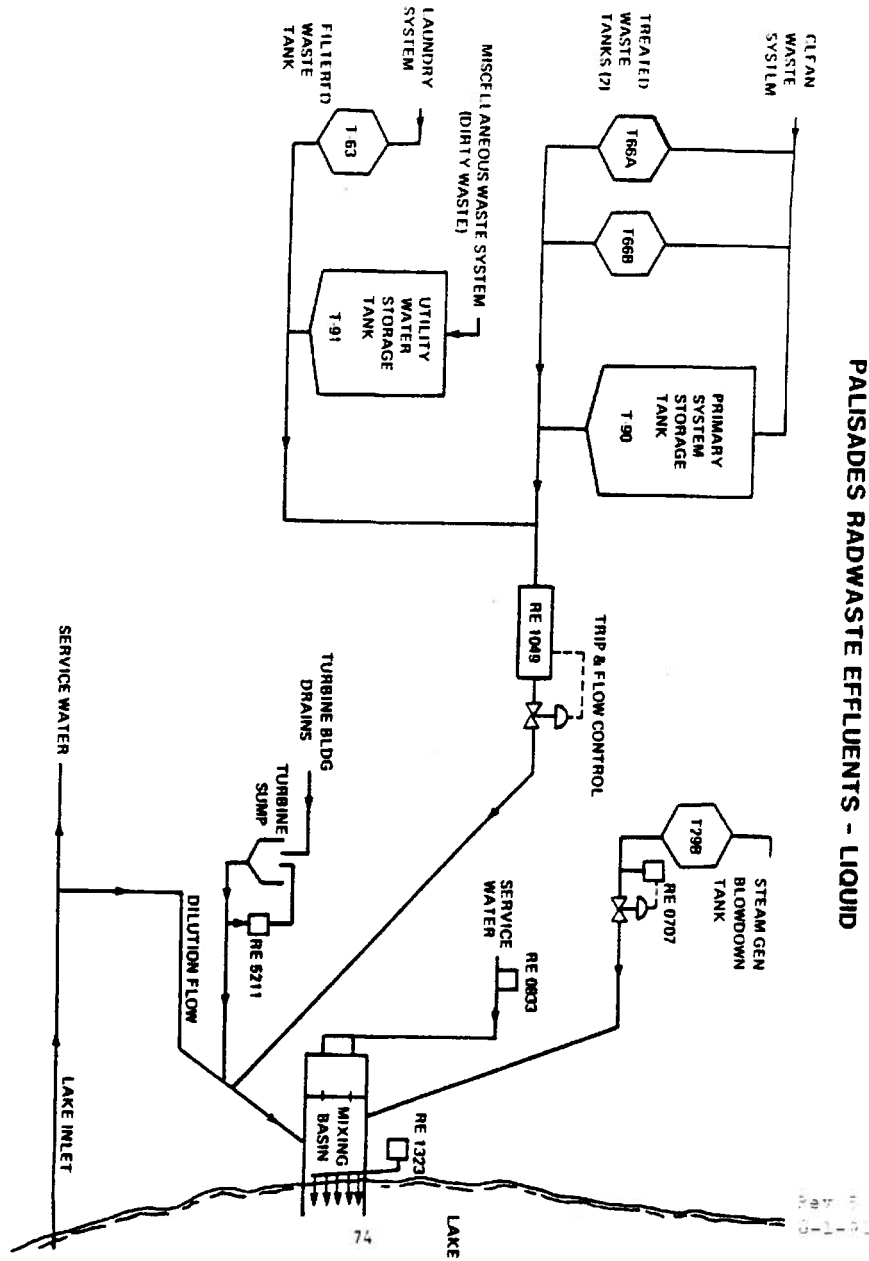 PALISADES RADWASTE EFFLUENTS - LIQUID
CLEAN
WASTE
SYSTEM
TREATED
WASTE
TANKS (2)
T66A
T66B
PRIMARY
SYSTEM
STORAGE
TANK
T-90
MISCELLANEOUS WASTE SYSTEM
(DIRTY WASTE)
LAUNDRY
SYSTEM
FILTERED
WASTE
TANK
T-63
UTILITY
WATER
STORAGE
TANK
T-91
RE 1049
TRIP & FLOW CONTROL
STEAM GEN
BLOWDOWN
TANK
T29B
RE 0707
SERVICE
WATER
RE 0833
TURBINE BLDG
DRAINS
TURBINE
SUMP
RE 5211
DILUTION FLOW
SERVICE WATER
LAKE INLET
MIXING
BASIN
RE 1323
LAKE
74
Rev